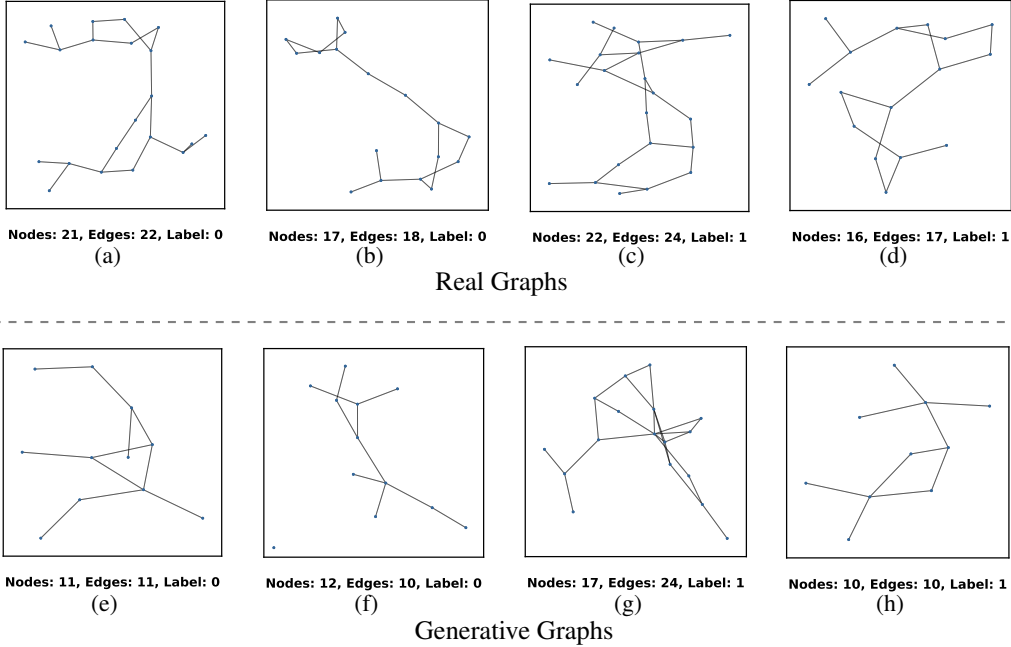 Nodes: 21, Edges: 22, Label: 0 Nodes: 17, Edges: 18, Label: 0 Nodes: 22, Edges: 24, Label: 1 Nodes: 16, Edges: 17, Label: 1
(a) (b) (c) (d)
Real Graphs
Nodes: 11, Edges: 11, Label: 0 Nodes: 12, Edges: 10, Label: 0 Nodes: 17, Edges: 24, Label: 1 Nodes: 10, Edges: 10, Label: 1
(e) (f) (g) (h)
Generative Graphs